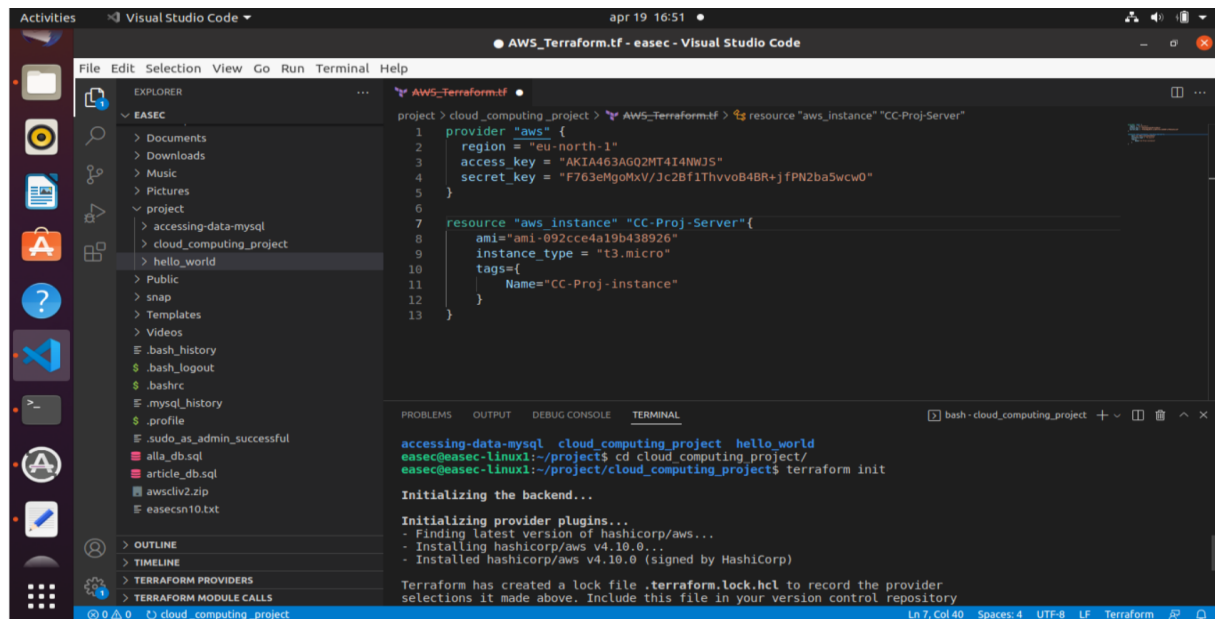 Activities
Visual Studio Code
apr 19 16:51
AWS_Terraform.tf - easec - Visual Studio Code
File Edit Selection View Go Run Terminal Help
EXPLORER
EASEC
Documents
Downloads
Music
Pictures
project
accessing-data-mysql
cloud_computing_project
hello_world
Public
snap
Templates
Videos
.bash_history
.bash_logout
.bashrc
.mysql_history
.profile
.sudo_as_admin_successful
alla_db.sql
article_db.sql
awscliv2.zip
easecsn10.txt
OUTLINE
TIMELINE
TERRAFORM PROVIDERS
TERRAFORM MODULE CALLS
AWS_Terraform.tf
project > cloud _computing _project > AWS_Terraform.tf > resource "aws_instance" "CC-Proj-Server"
1 provider "aws" {
2 region = "eu-north-1"
3 access_key = "AKIA463AGQ2MT4I4NWJS"
4 secret_key = "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"
5 }
6
7 resource "aws_instance" "CC-Proj-Server"{
8 ami="ami-092cce4a19b438926"
9 instance_type = "t3.micro"
10 tags={
11 Name="CC-Proj-instance"
12 }
13 }
PROBLEMS OUTPUT DEBUG CONSOLE TERMINAL
bash - cloud_computing_project
accessing-data-mysql cloud_computing_project hello_world
easec@easec-linux1:~/project$ cd cloud_computing_project/
easec@easec-linux1:~/project/cloud_computing_project$ terraform init
Initializing the backend...
Initializing provider plugins...
- Finding latest version of hashicorp/aws...
- Installing hashicorp/aws v4.10.0...
- Installed hashicorp/aws v4.10.0 (signed by HashiCorp)
Terraform has created a lock file .terraform.lock.hcl to record the provider
selections it made above. Include this file in your version control repository
0 0 cloud _computing _project
Ln 7, Col 40 Spaces: 4 UTF-8 LF Terraform